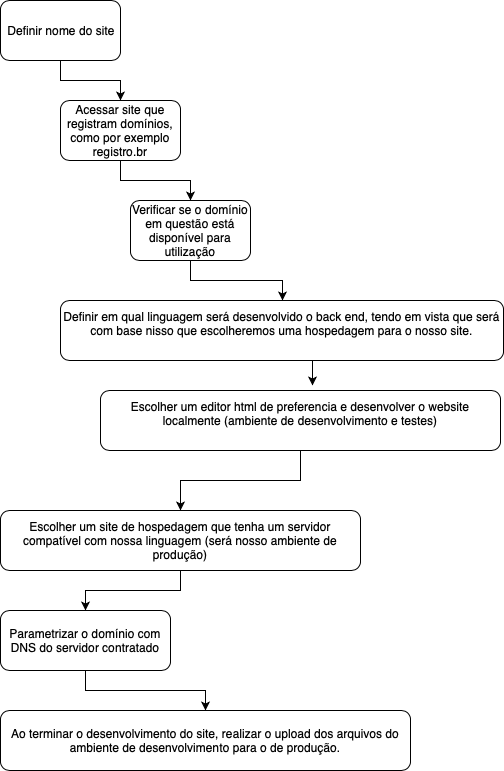 Definir nome do site
Acessar site que
registram domínios,
como por exemplo
registro.br
Verificar se o domínio
em questão está
disponível para
utilização
Definir em qual linguagem será desenvolvido o back end, tendo em vista que será
com base nisso que escolheremos uma hospedagem para o nosso site.
Escolher um editor html de preferencia e desenvolver o website
localmente (ambiente de desenvolvimento e testes)
Escolher um site de hospedagem que tenha um servidor
compatível com nossa linguagem (será nosso ambiente de
produção)
Parametrizar o domínio com
DNS do servidor contratado
Ao terminar o desenvolvimento do site, realizar o upload dos arquivos do
ambiente de desenvolvimento para o de produção.